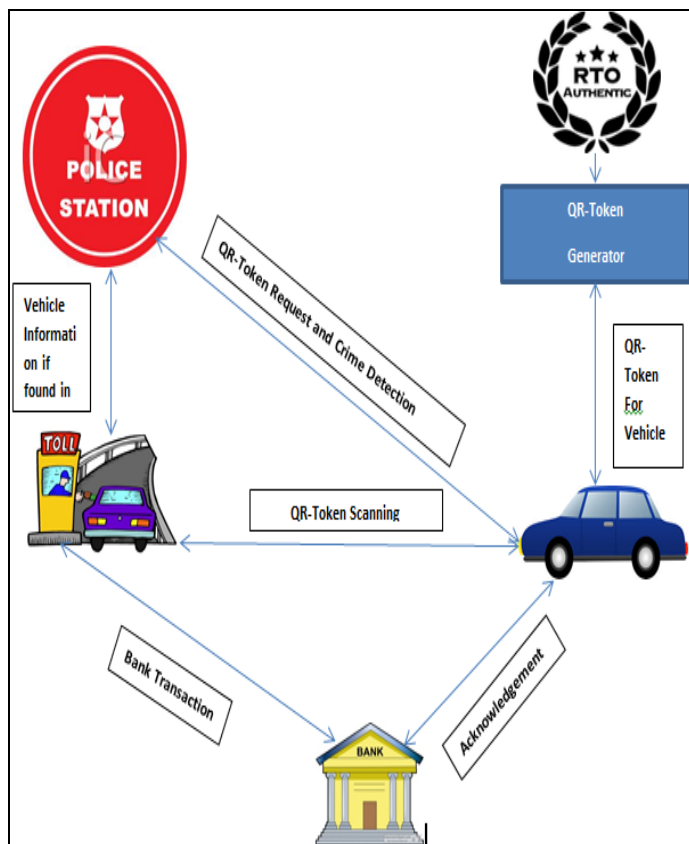 POLICE
STATION
RTO
AUTHENTIC
QR-Token
Generator
QR-Token Request and Crime Detection
Vehicle
Informati
on if
found in
QR-
Token
For
Vehicle
TOLL
QR-Token Scanning
Bank Transaction
Acknowledgement
BANK